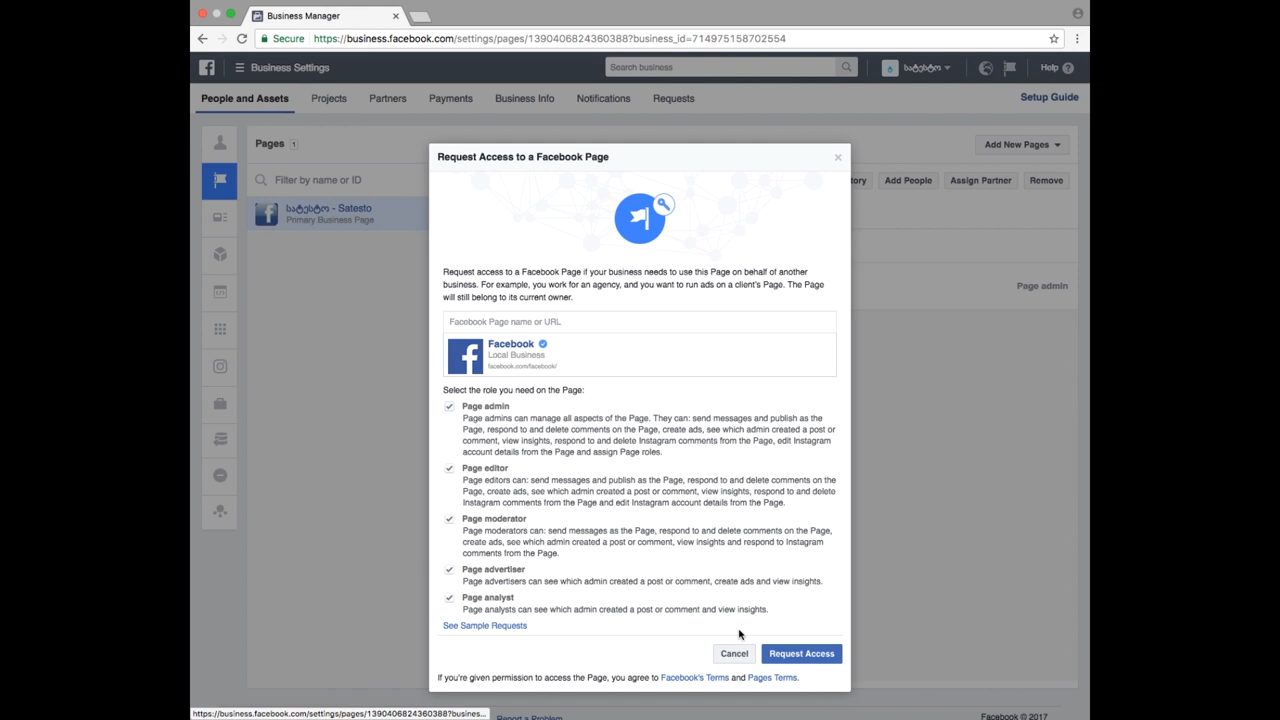 Business Manager
Secure https://business.facebook.com/settings/pages/1390406824360388?business_id=714975158702554
Business Settings
Search business
სატესტო
Help
People and Assets
Projects
Partners
Payments
Business Info
Notifications
Requests
Setup Guide
Pages 1
Add New Pages
Filter by name or ID
Add People
Assign Partner
Remove
სატესტო - Satesto
Primary Business Page
Page admin
Request Access to a Facebook Page
Request access to a Facebook Page if your business needs to use this Page on behalf of another
business. For example, you work for an agency, and you want to run ads on a client's Page. The Page
will still belong to its current owner.
Facebook Page name or URL
Facebook
Local Business
facebook.com/facebook/
Select the role you need on the Page:
Page admin
Page admins can manage all aspects of the Page. They can: send messages and publish as the
Page, respond to and delete comments on the Page, create ads, see which admin created a post or
comment, view insights, respond to and delete Instagram comments from the Page, edit Instagram
account details from the Page and assign Page roles.
Page editor
Page editors can: send messages and publish as the Page, respond to and delete comments on the
Page, create ads, see which admin created a post or comment, view insights, respond to and delete
Instagram comments from the Page and edit Instagram account details from the Page.
Page moderator
Page moderators can: send messages as the Page, respond to and delete comments on the Page,
create ads, see which admin created a post or comment, view insights and respond to Instagram
comments from the Page.
Page advertiser
Page advertisers can see which admin created a post or comment, create ads and view insights.
Page analyst
Page analysts can see which admin created a post or comment and view insights.
See Sample Requests
Cancel
Request Access
If you're given permission to access the Page, you agree to Facebook's Terms and Pages Terms.
https://business.facebook.com/settings/pages/1390406824360388?busines...
Report a Problem
Facebook © 2017